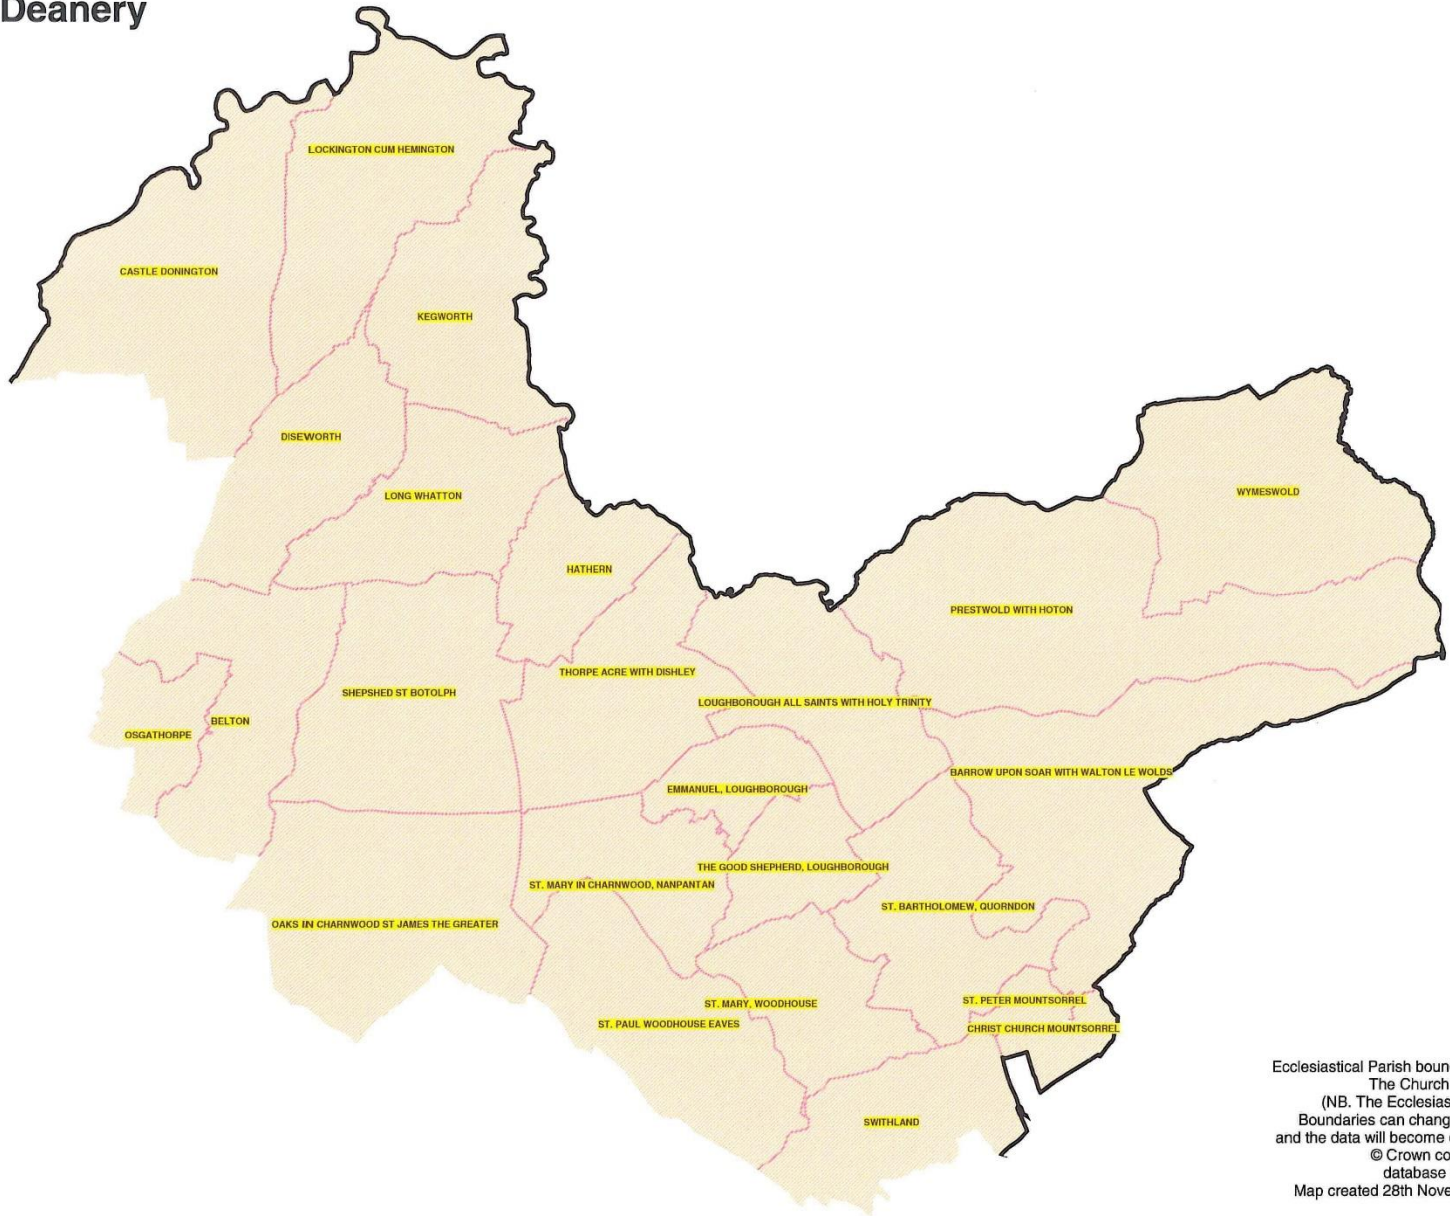 Deanery
LOCKINGTON CUM HEMINGTON
CASTLE DONINGTON
KEGWORTH
DISEWORTH
LONG WHATTON
WYMESWOLD
HATHERN
PRESTWOLD WITH HOTON
THORPE ACRE WITH DISHLEY
SHEPSHED ST BOTOLPH
LOUGHBOROUGH ALL SAINTS WITH HOLY TRINITY
BELTON
OSGATHORPE
BARROW UPON SOAR WITH WALTON LE WOLDS
EMMANUEL, LOUGHBOROUGH
THE GOOD SHEPHERD, LOUGHBOROUGH
ST. MARY IN CHARNWOOD, NANPANTAN
ST. BARTHOLOMEW, QUORNDON
OAKS IN CHARNWOOD ST JAMES THE GREATER
ST. PETER MOUNTSORREL
ST. MARY, WOODHOUSE
ST. PAUL WOODHOUSE EAVES
CHRIST CHURCH MOUNTSORREL
SWITHLAND
Ecclesiastical Parish boun
The Church
(NB. The Ecclesias
Boundaries can chang
and the data will become
© Crown co
database
Map created 28th Nove